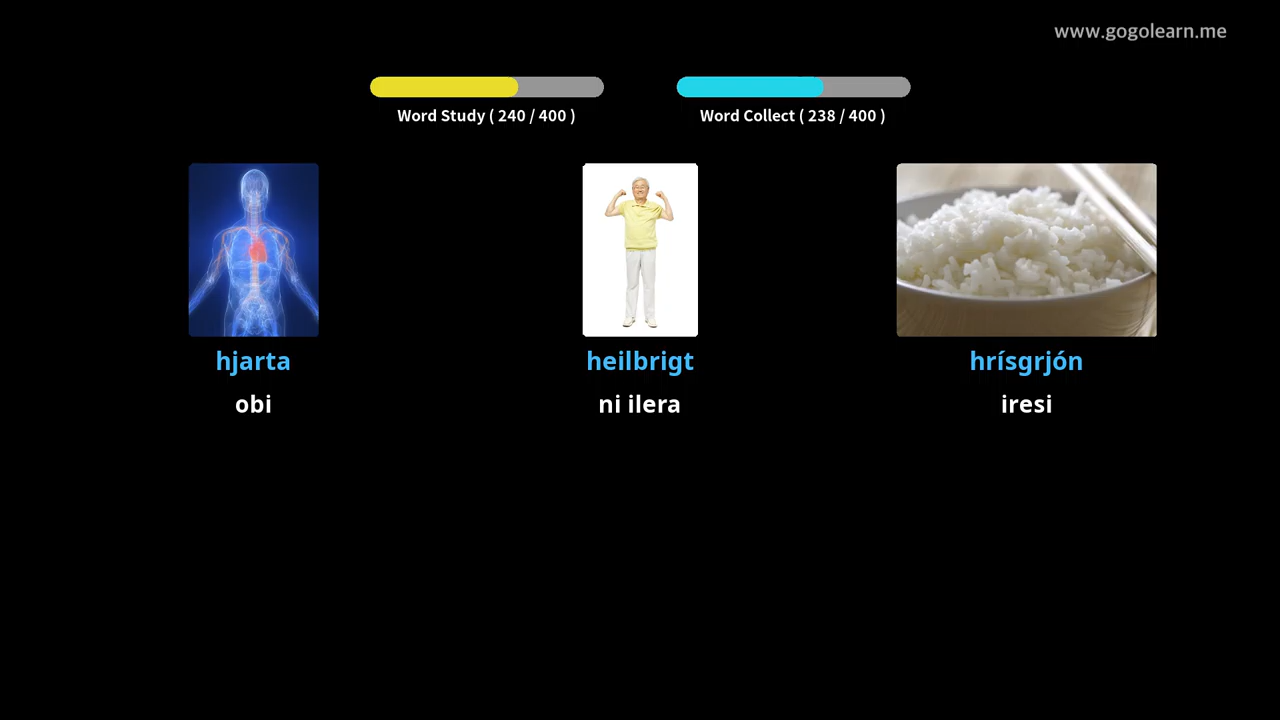 www.gogolearn.me
Word Study ( 240 / 400 )
Word Collect ( 238 / 400 )
hjarta
heilbrigt
hrísgrjón
obi
ni ilera
iresi